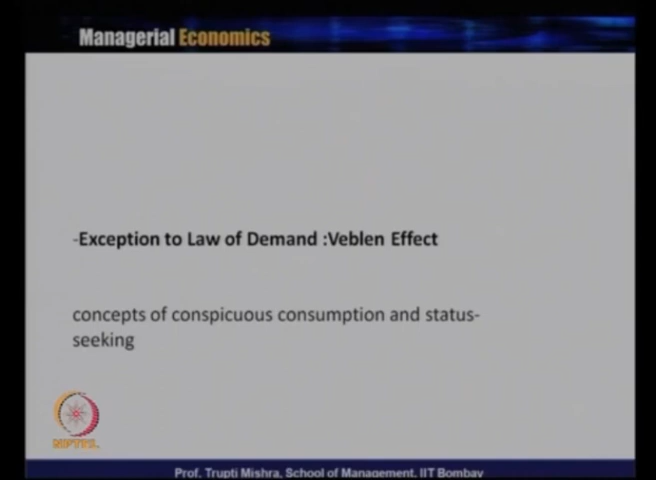 Managerial Economics
-Exception to Law of Demand :Veblen Effect
concepts of conspicuous consumption and status-
seeking
NPTEL
Prof. Trupti Mishra, School of Management, IIT Bombay